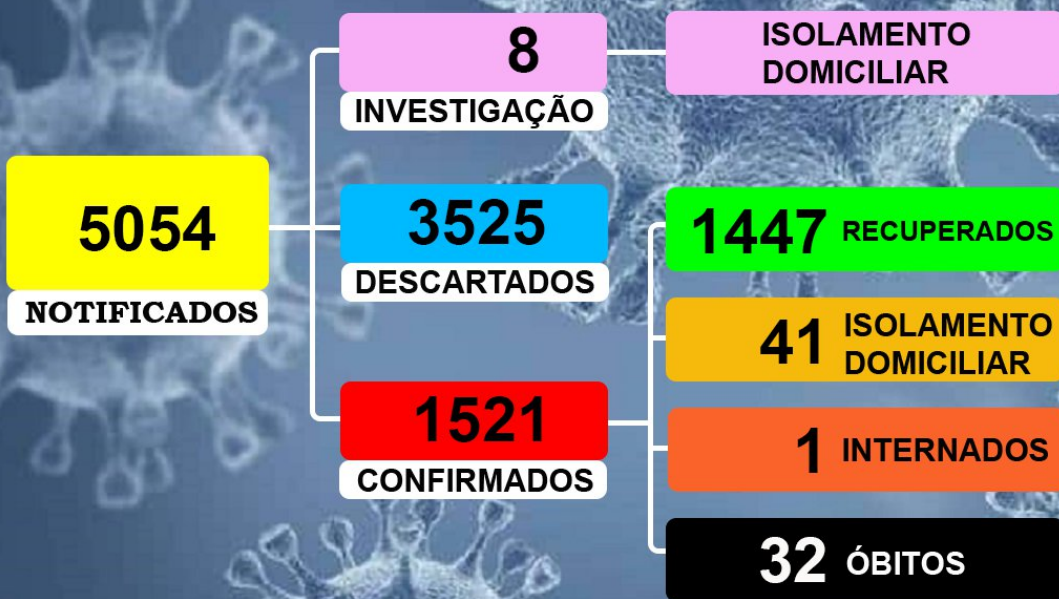 5054
NOTIFICADOS
8
INVESTIGAÇÃO
ISOLAMENTO
DOMICILIAR
3525
DESCARTADOS
1521
CONFIRMADOS
1447 RECUPERADOS
41 ISOLAMENTO
DOMICILIAR
1 INTERNADOS
32 ÓBITOS